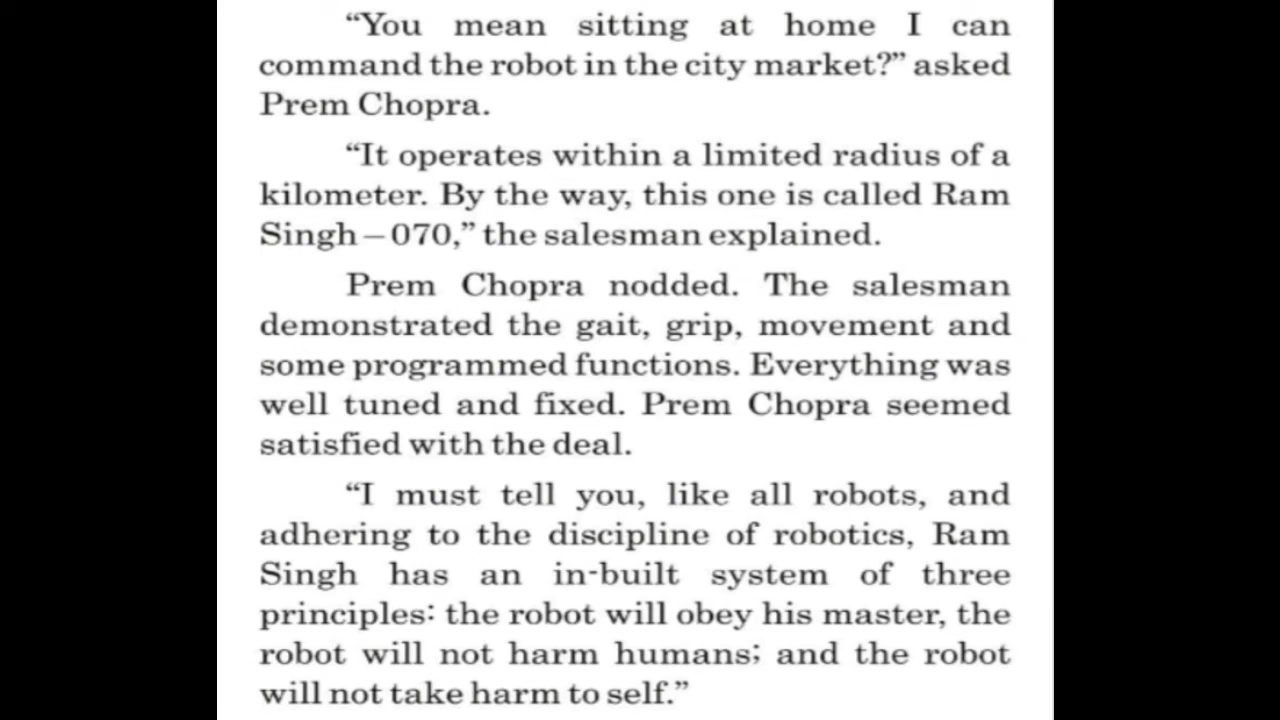 “You mean sitting at home I can
command the robot in the city market?” asked
Prem Chopra.
“It operates within a limited radius of a
kilometer. By the way, this one is called Ram
Singh – 070,” the salesman explained.
Prem Chopra nodded. The salesman
demonstrated the gait, grip, movement and
some programmed functions. Everything was
well tuned and fixed. Prem Chopra seemed
satisfied with the deal.
“I must tell you, like all robots, and
adhering to the discipline of robotics, Ram
Singh has an in-built system of three
principles: the robot will obey his master, the
robot will not harm humans; and the robot
will not take harm to self.”